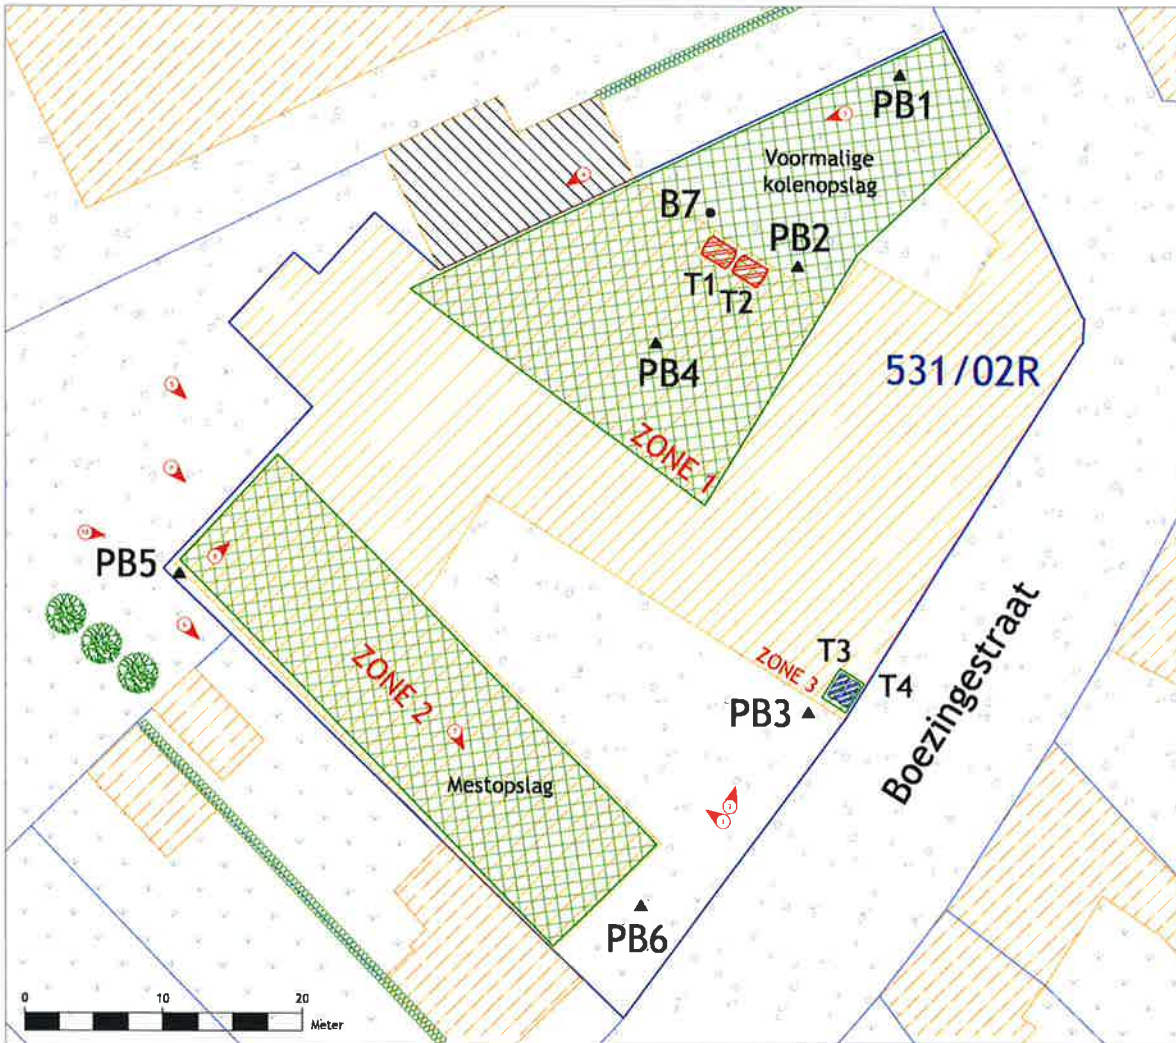 PB1
Voormalige
kolenopslag
B7
PB2
T1
T2
PB4
531/02R
ZONE 1
PB5
ZONE 2
Mestopslag
ZONE 3
T3
T4
PB3
Boezingestraat
PB6
0 10 20
Meter